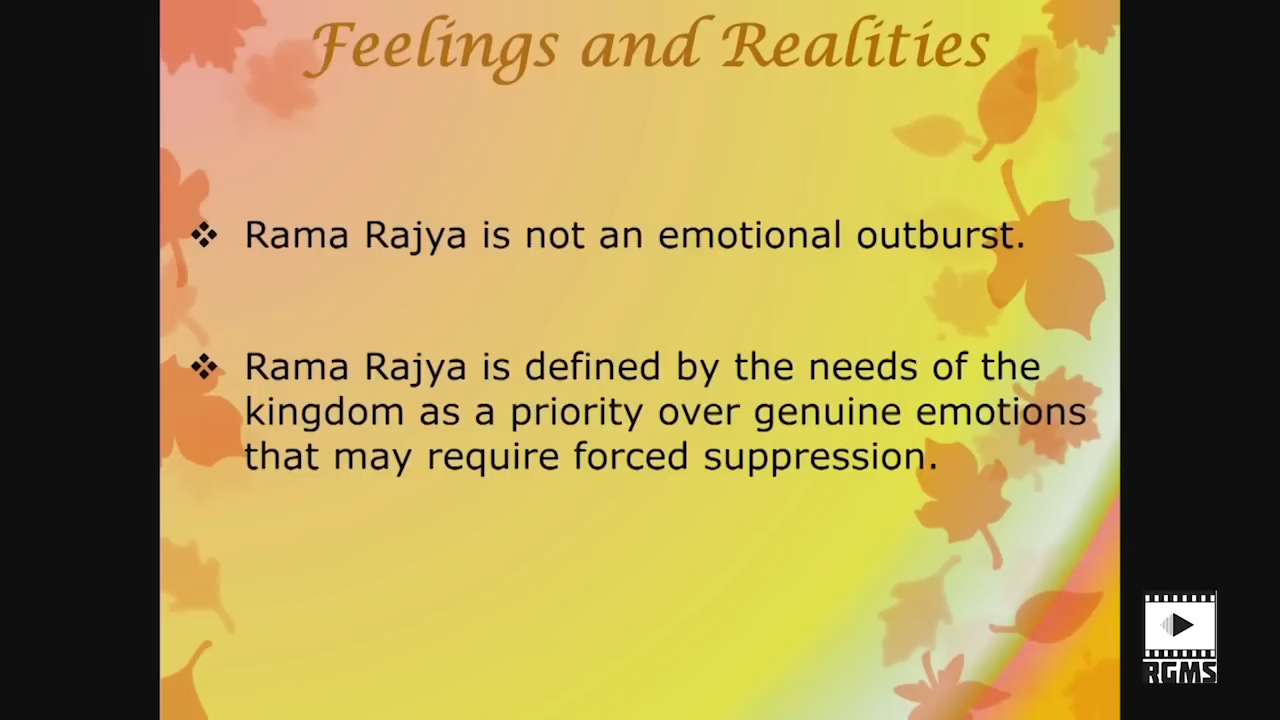 Feelings and Realities
❖ Rama Rajya is not an emotional outburst.
❖ Rama Rajya is defined by the needs of the
kingdom as a priority over genuine emotions
that may require forced suppression.
RGMS